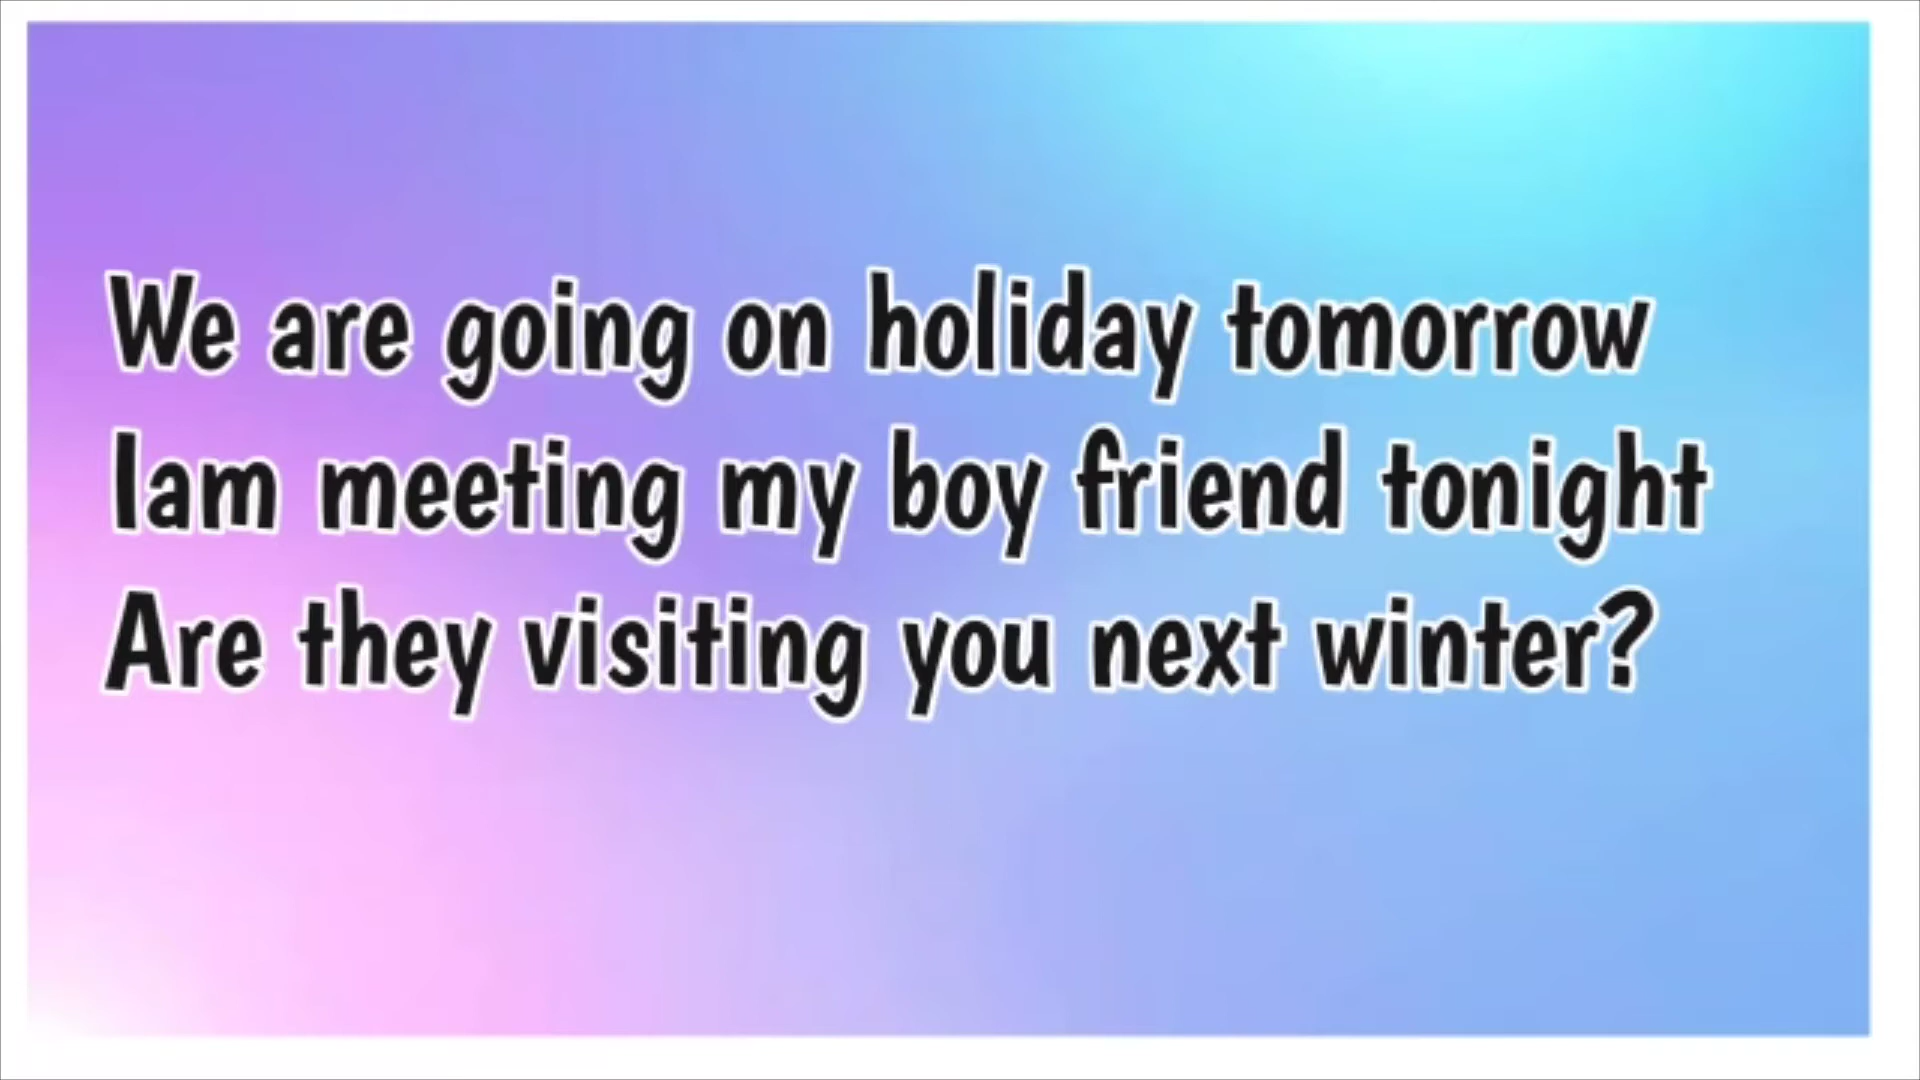 We are going on holiday tomorrow
Iam meeting my boy friend tonight
Are they visiting you next winter?